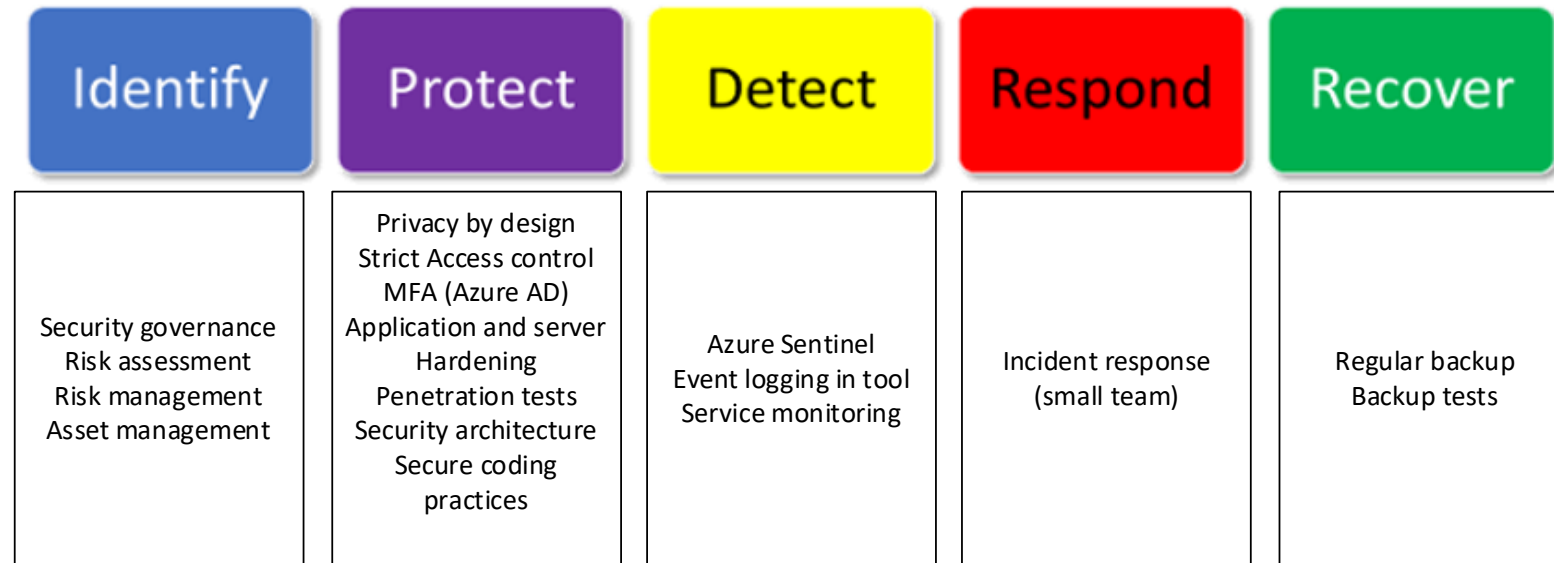 Identify
Protect
Detect
Respond
Recover
Security governance
Risk assessment
Risk management
Asset management
Privacy by design
Strict Access control
MFA (Azure AD)
Application and server
Hardening
Penetration tests
Security architecture
Secure coding
practices
Azure Sentinel
Event logging in tool
Service monitoring
Incident response
(small team)
Regular backup
Backup tests